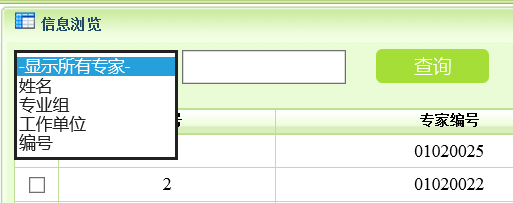 信息浏览
-显示所有专家-
查询
姓名
专业组
工作单位
编号
号 专家编号
01020025
2 01020022